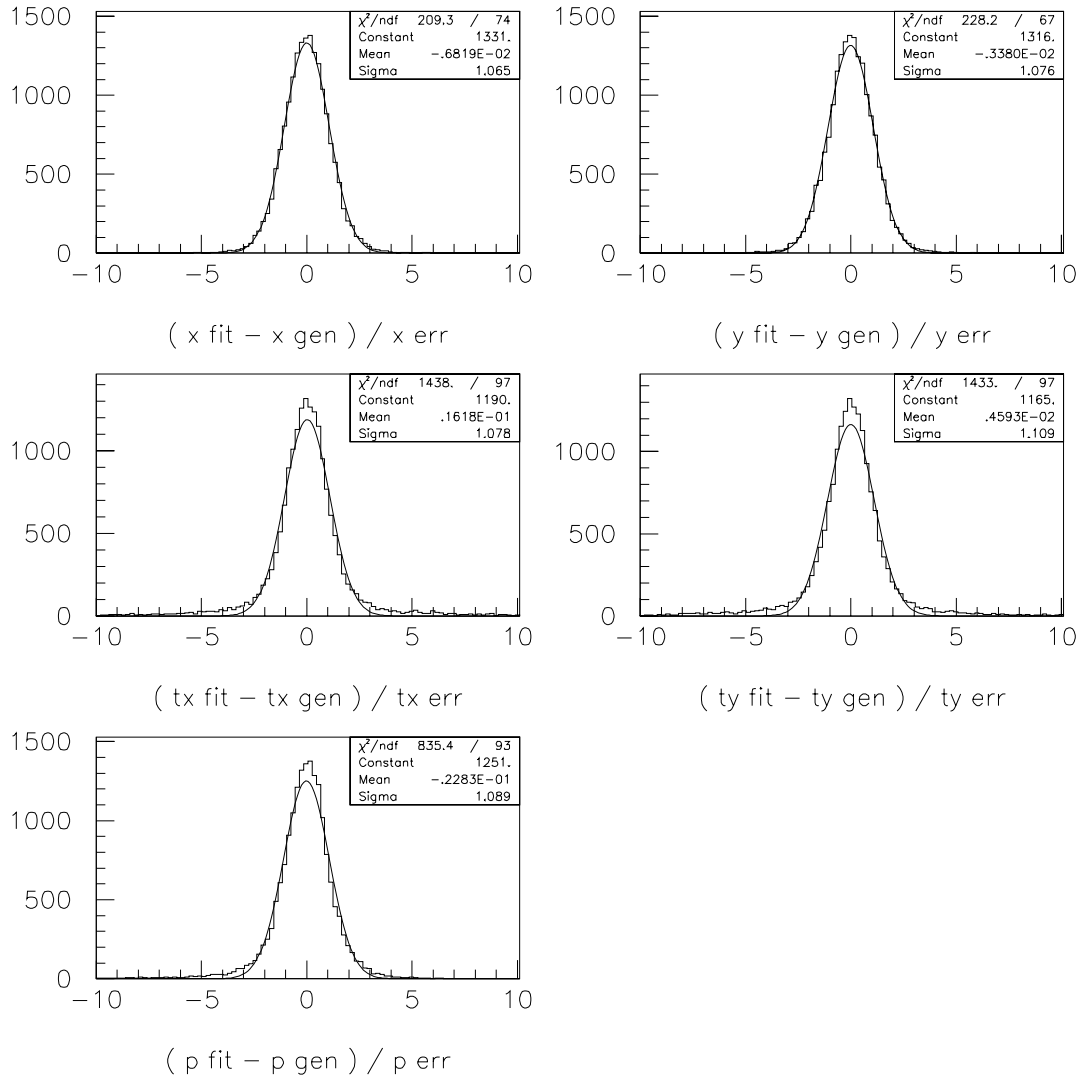 χ²/ndf 209.3 / 74
Constant 1331.
Mean -.6819E-02
Sigma 1.065
1500
1000
500
0
−10 −5 0 5 10
( x fit − x gen ) / x err
χ²/ndf 228.2 / 67
Constant 1316.
Mean -.3380E-02
Sigma 1.076
1500
1000
500
0
−10 −5 0 5 10
( y fit − y gen ) / y err
χ²/ndf 1438. / 97
Constant 1190.
Mean .1618E-01
Sigma 1.078
1000
500
0
−10 −5 0 5 10
( tx fit − tx gen ) / tx err
χ²/ndf 1433. / 97
Constant 1165.
Mean .4593E-02
Sigma 1.109
1000
500
0
−10 −5 0 5 10
( ty fit − ty gen ) / ty err
χ²/ndf 835.4 / 93
Constant 1251.
Mean -.2283E-01
Sigma 1.089
1500
1000
500
0
−10 −5 0 5 10
( p fit − p gen ) / p err